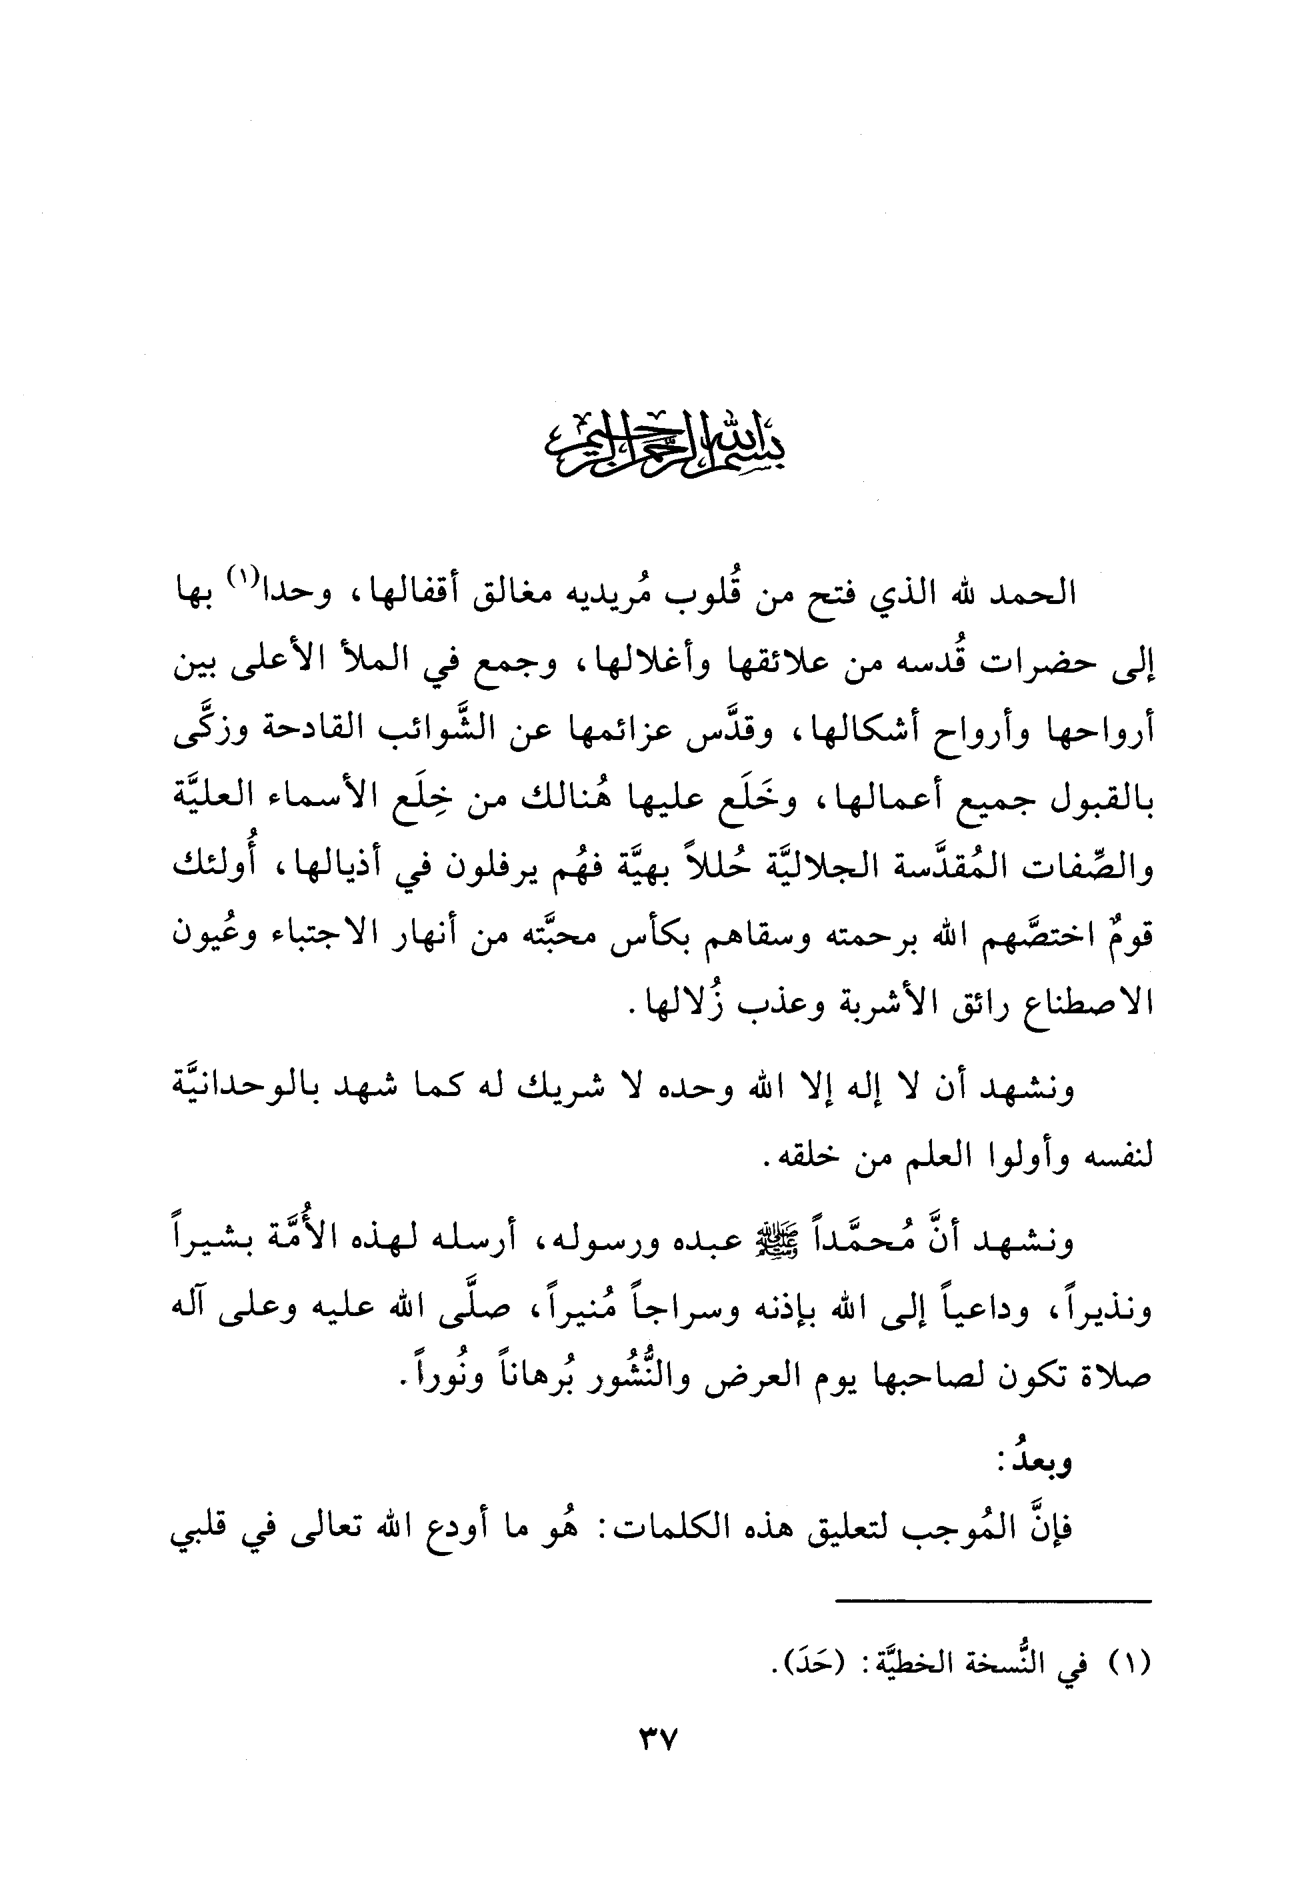 بسم الله الرحمن الرحيم
الحمد لله الذي فتح من قُلوب مُريديه مغالق أقفالها، وحدا(١) بها
إلى حضرات قُدسه من علائقها وأغلالها، وجمع في الملأ الأعلى بين
أرواحها وأرواح أشكالها، وقدَّس عزائمها عن الشَّوائب القادحة وزكَّى
بالقبول جميع أعمالها، وخَلَع عليها هُنالك من خِلَع الأسماء العليَّة
والصِّفات المُقدَّسة الجلاليَّة حُللاً بهيَّة فهُم يرفلون في أذيالها، أُولئك
قومٌ اختصَّهم الله برحمته وسقاهم بكأس محبَّته من أنهار الاجتباء وعُيون
الاصطناع رائق الأشربة وعذب زُلالها.
ونشهد أن لا إله إلا الله وحده لا شريك له كما شهد بالوحدانيَّة
لنفسه وأولوا العلم من خلقه.
ونشهد أنَّ مُحمَّداً ﷺ عبده ورسوله، أرسله لهذه الأُمَّة بشيراً
ونذيراً، وداعياً إلى الله بإذنه وسراجاً مُنيراً، صلَّى الله عليه وعلى آله
صلاة تكون لصاحبها يوم العرض والنُّشُور بُرهاناً ونُوراً.
وبعدُ:
فإنَّ المُوجب لتعليق هذه الكلمات: هُو ما أودع الله تعالى في قلبي
(١) في النُّسخة الخطيَّة: (حَدَ).
٣٧